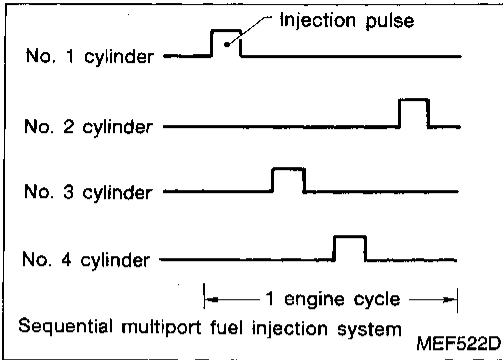 Injection pulse
No. 1 cylinder
No. 2 cylinder
No. 3 cylinder
No. 4 cylinder
1 engine cycle
Sequential multiport fuel injection system
MEF522D